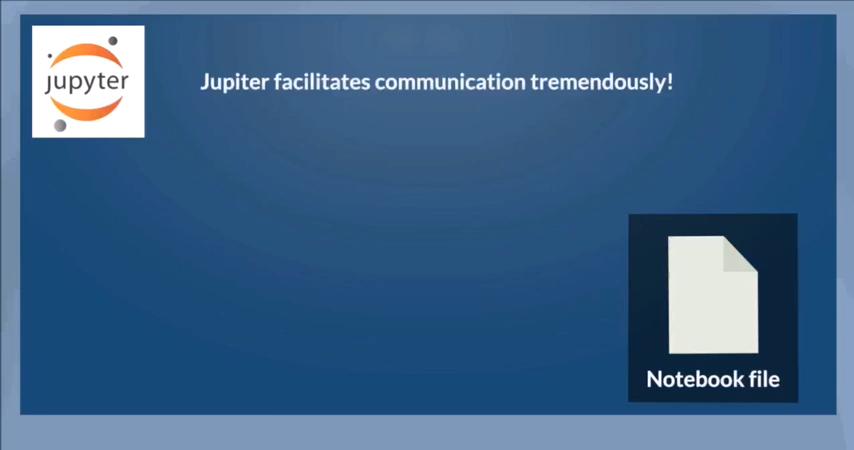 jupyter
Jupiter facilitates communication tremendously!
Notebook file